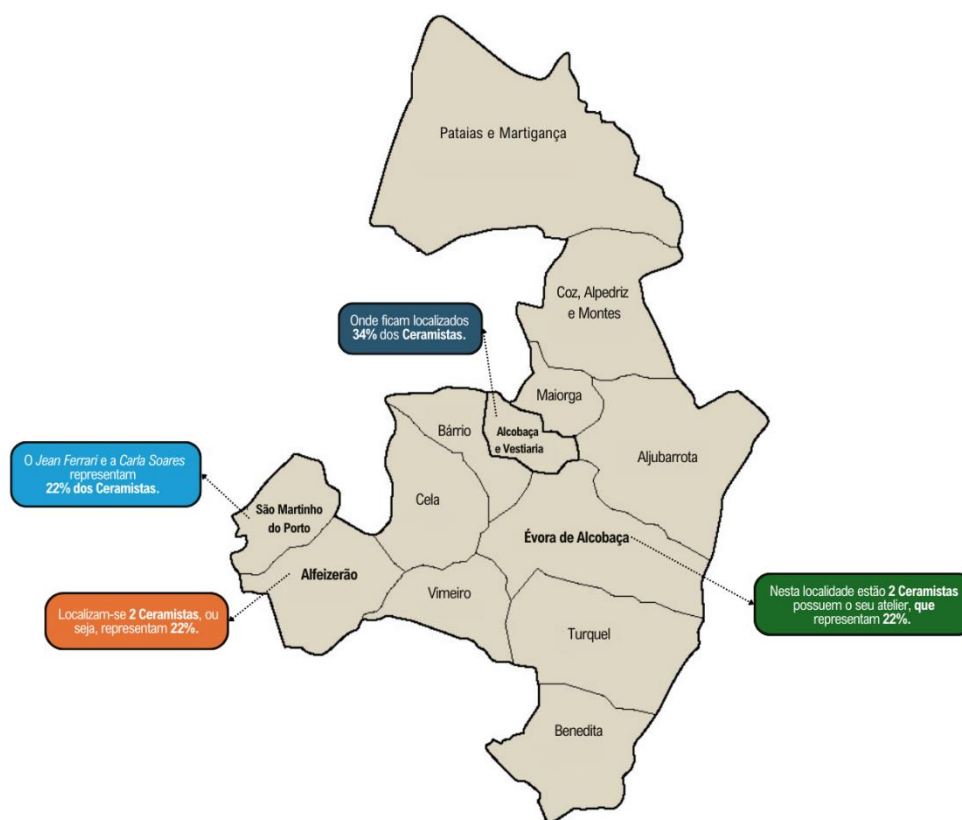 Pataias e Martigança
Coz, Alpedriz
e Montes
Onde ficam localizados
34% dos Ceramistas.
Maiorga
Bárrio
Alcobaça
e Vestiaria
Aljubarrota
O Jean Ferrari e a Carla Soares
representam
22% dos Ceramistas.
Cela
São Martinho
do Porto
Évora de Alcobaça
Alfeizerão
Vimeiro
Nesta localidade estão 2 Ceramistas
possuem o seu atelier, que
representam 22%.
Localizam-se 2 Ceramistas, ou
seja, representam 22%.
Turquel
Benedita